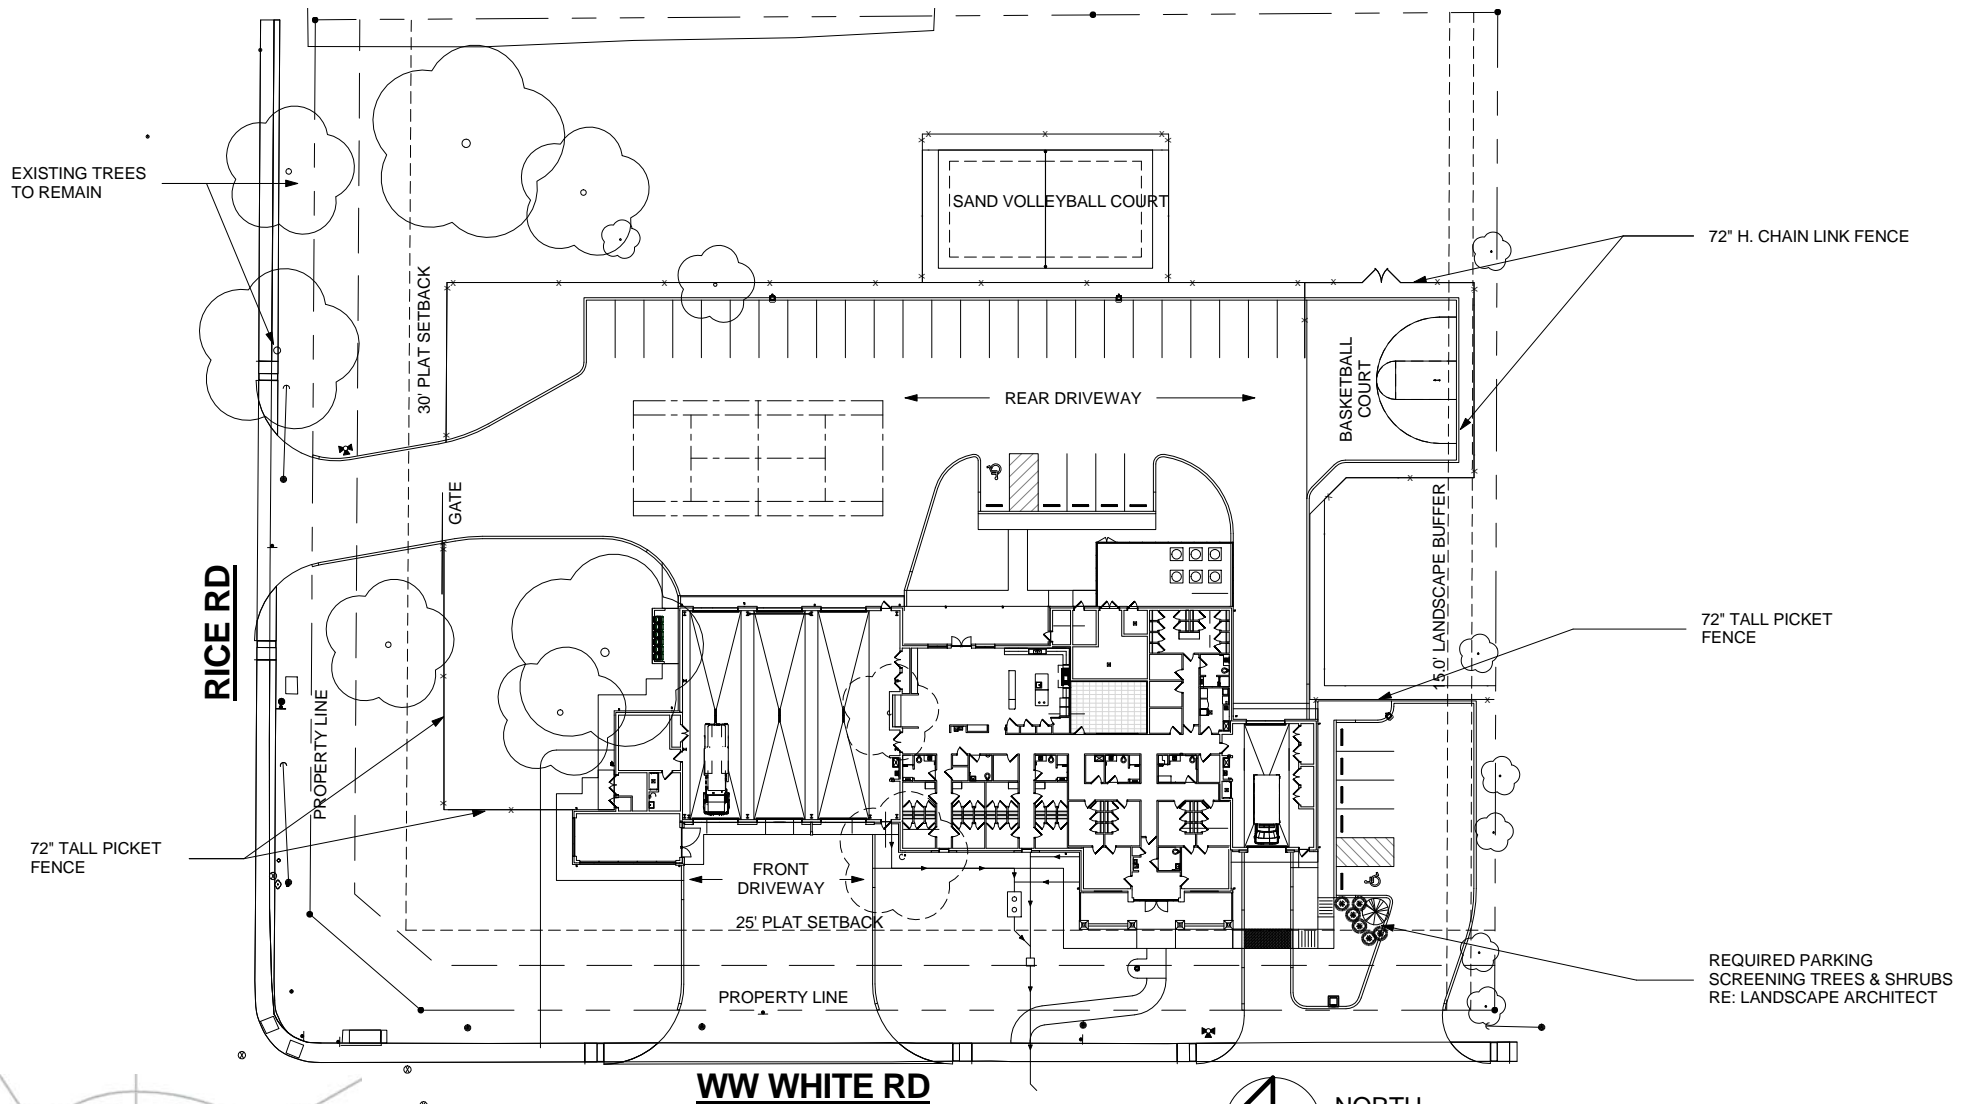 EXISTING TREES
TO REMAIN
SAND VOLLEYBALL COURT
72" H. CHAIN LINK FENCE
30' PLAT SETBACK
BASKETBALL
COURT
REAR DRIVEWAY
GATE
15.0' LANDSCAPE BUFFER
RICE RD
72" TALL PICKET
FENCE
PROPERTY LINE
72" TALL PICKET
FENCE
FRONT
DRIVEWAY
25' PLAT SETBACK
REQUIRED PARKING
SCREENING TREES & SHRUBS
RE: LANDSCAPE ARCHITECT
PROPERTY LINE
WW WHITE RD
NORTH